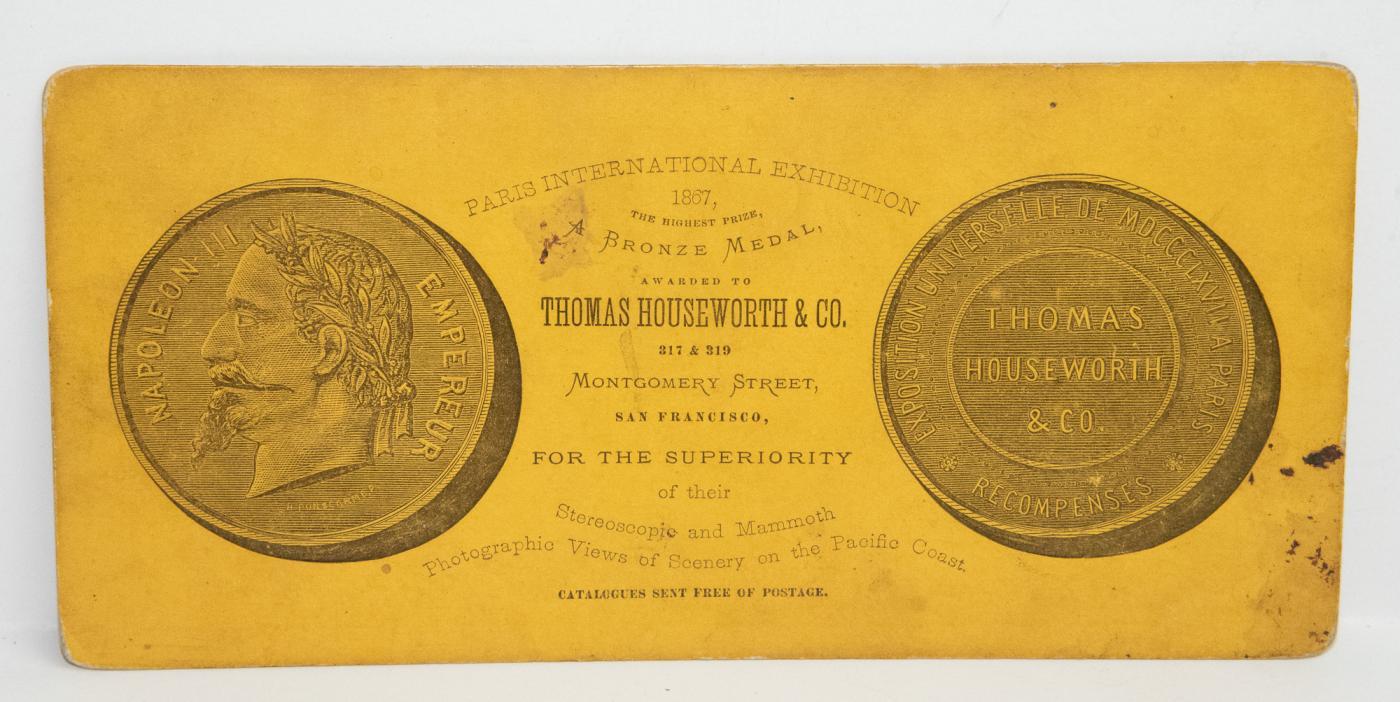 NAPOLEON III EMPEREUR
PARIS INTERNATIONAL EXHIBITION
1867,
THE HIGHEST PRIZE,
A BRONZE MEDAL,
AWARDED TO
THOMAS HOUSEWORTH & CO.
317 & 319
MONTGOMERY STREET,
SAN FRANCISCO,
FOR THE SUPERIORITY
of their
Stereoscopic and Mammoth
Photographic Views of Scenery on the Pacific Coast.
CATALOGUES SENT FREE OF POSTAGE.
EXPOSITION UNIVERSELLE DE MDCCCLXVII A PARIS
THOMAS
HOUSEWORTH
& CO.
RECOMPENSES